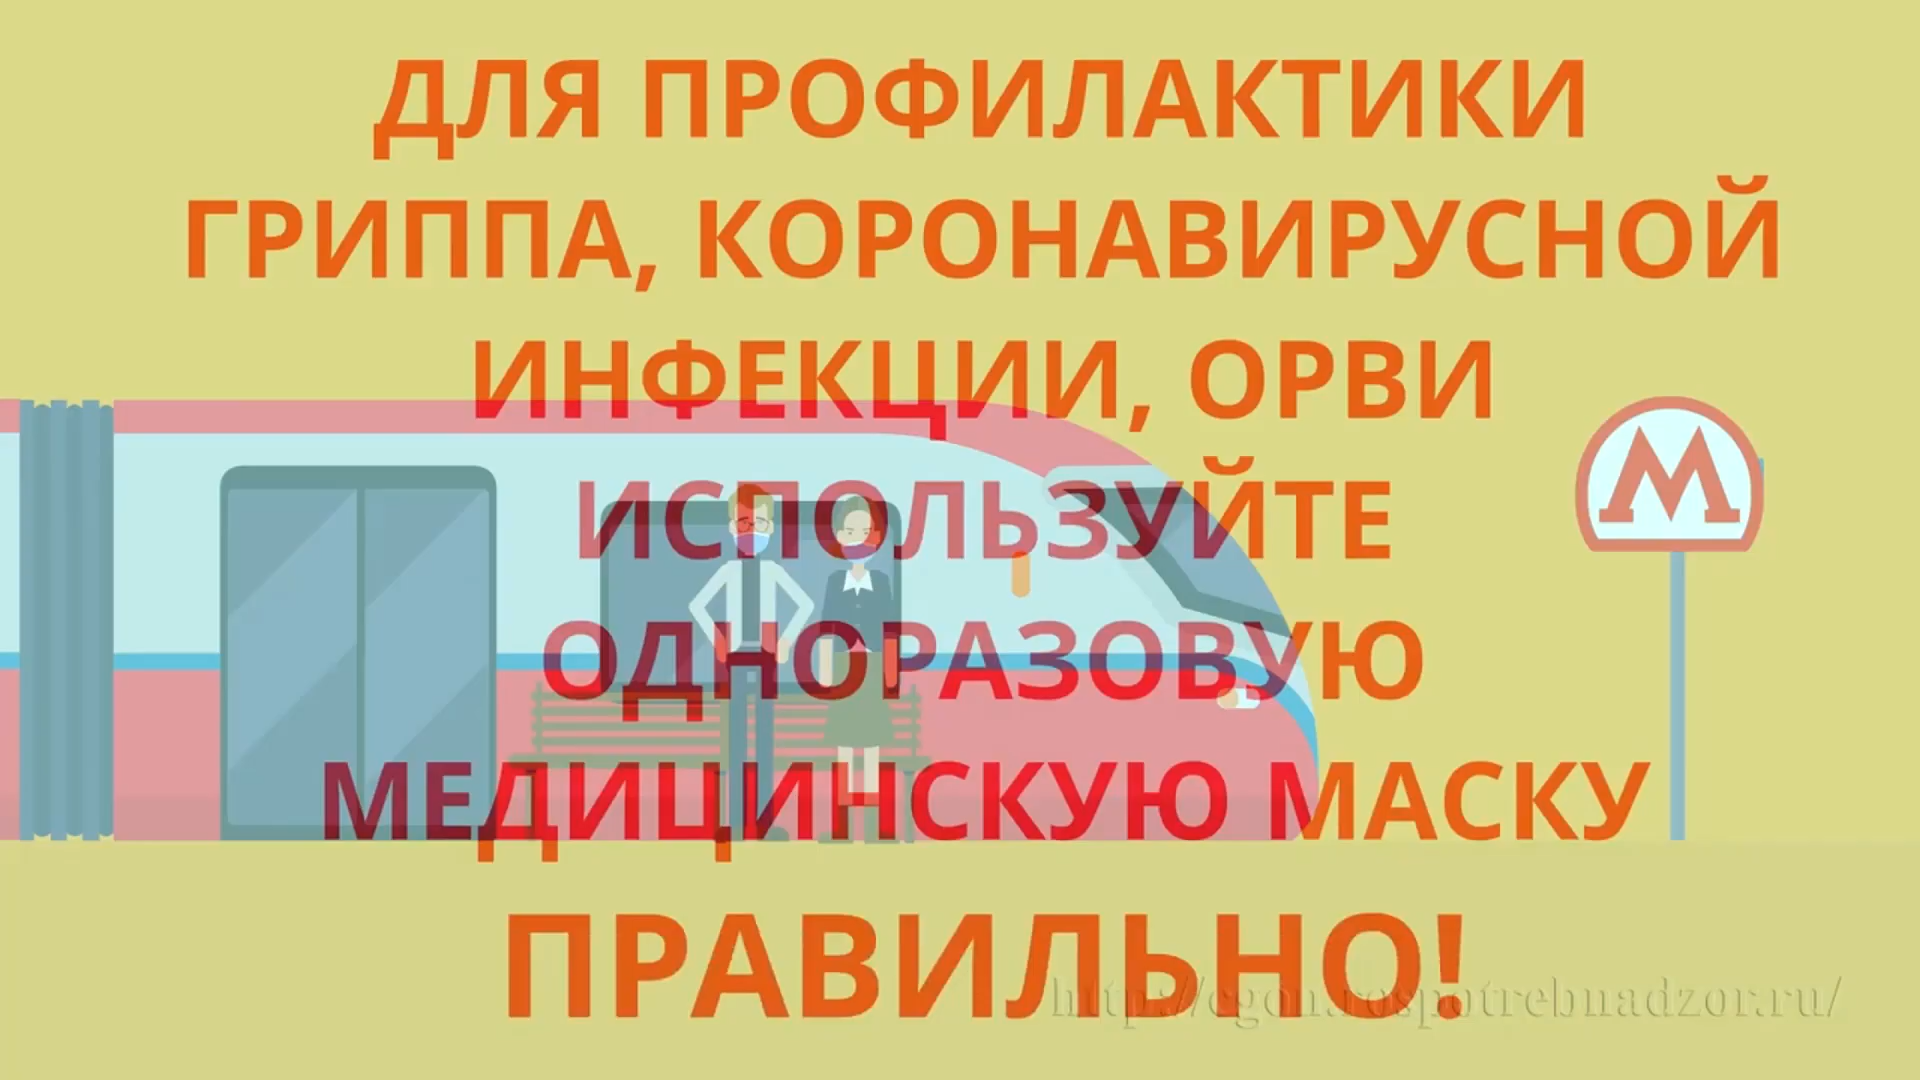 ДЛЯ ПРОФИЛАКТИКИ
ГРИППА, КОРОНАВИРУСНОЙ
ИНФЕКЦИИ, ОРВИ
ИСПОЛЬЗУЙТЕ
ОДНОРАЗОВУЮ
МЕДИЦИНСКУЮ МАСКУ
ПРАВИЛЬНО!
М
http://cgon.rospotrebnadzor.ru/